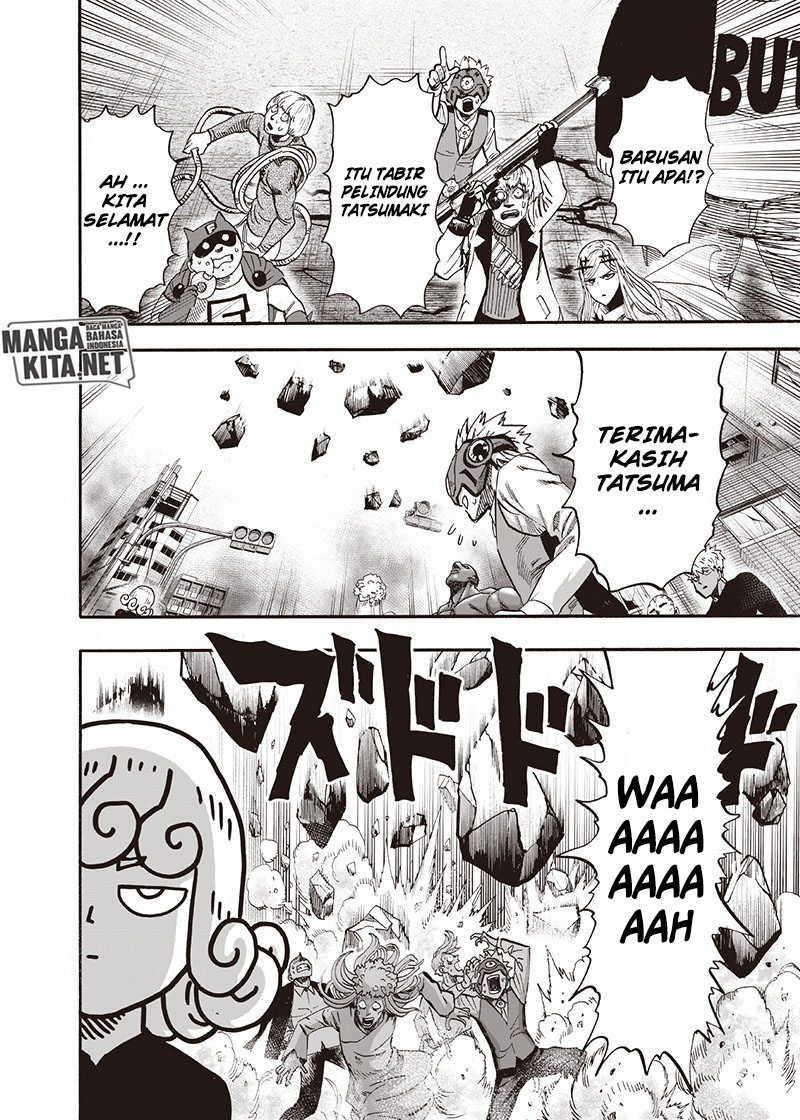 BUT
BARUSAN
ITU APA!?
ITU TABIR
PELINDUNG
TATSUMAKI
AH ...
KITA
SELAMAT
...!!
MANGA
KITA.NET
BACA MANGA
BAHASA
INDONESIA
TERIMA-
KASIH
TATSUMA
...
ド
ドドズ
WAA
AAAA
AAAA
AAH